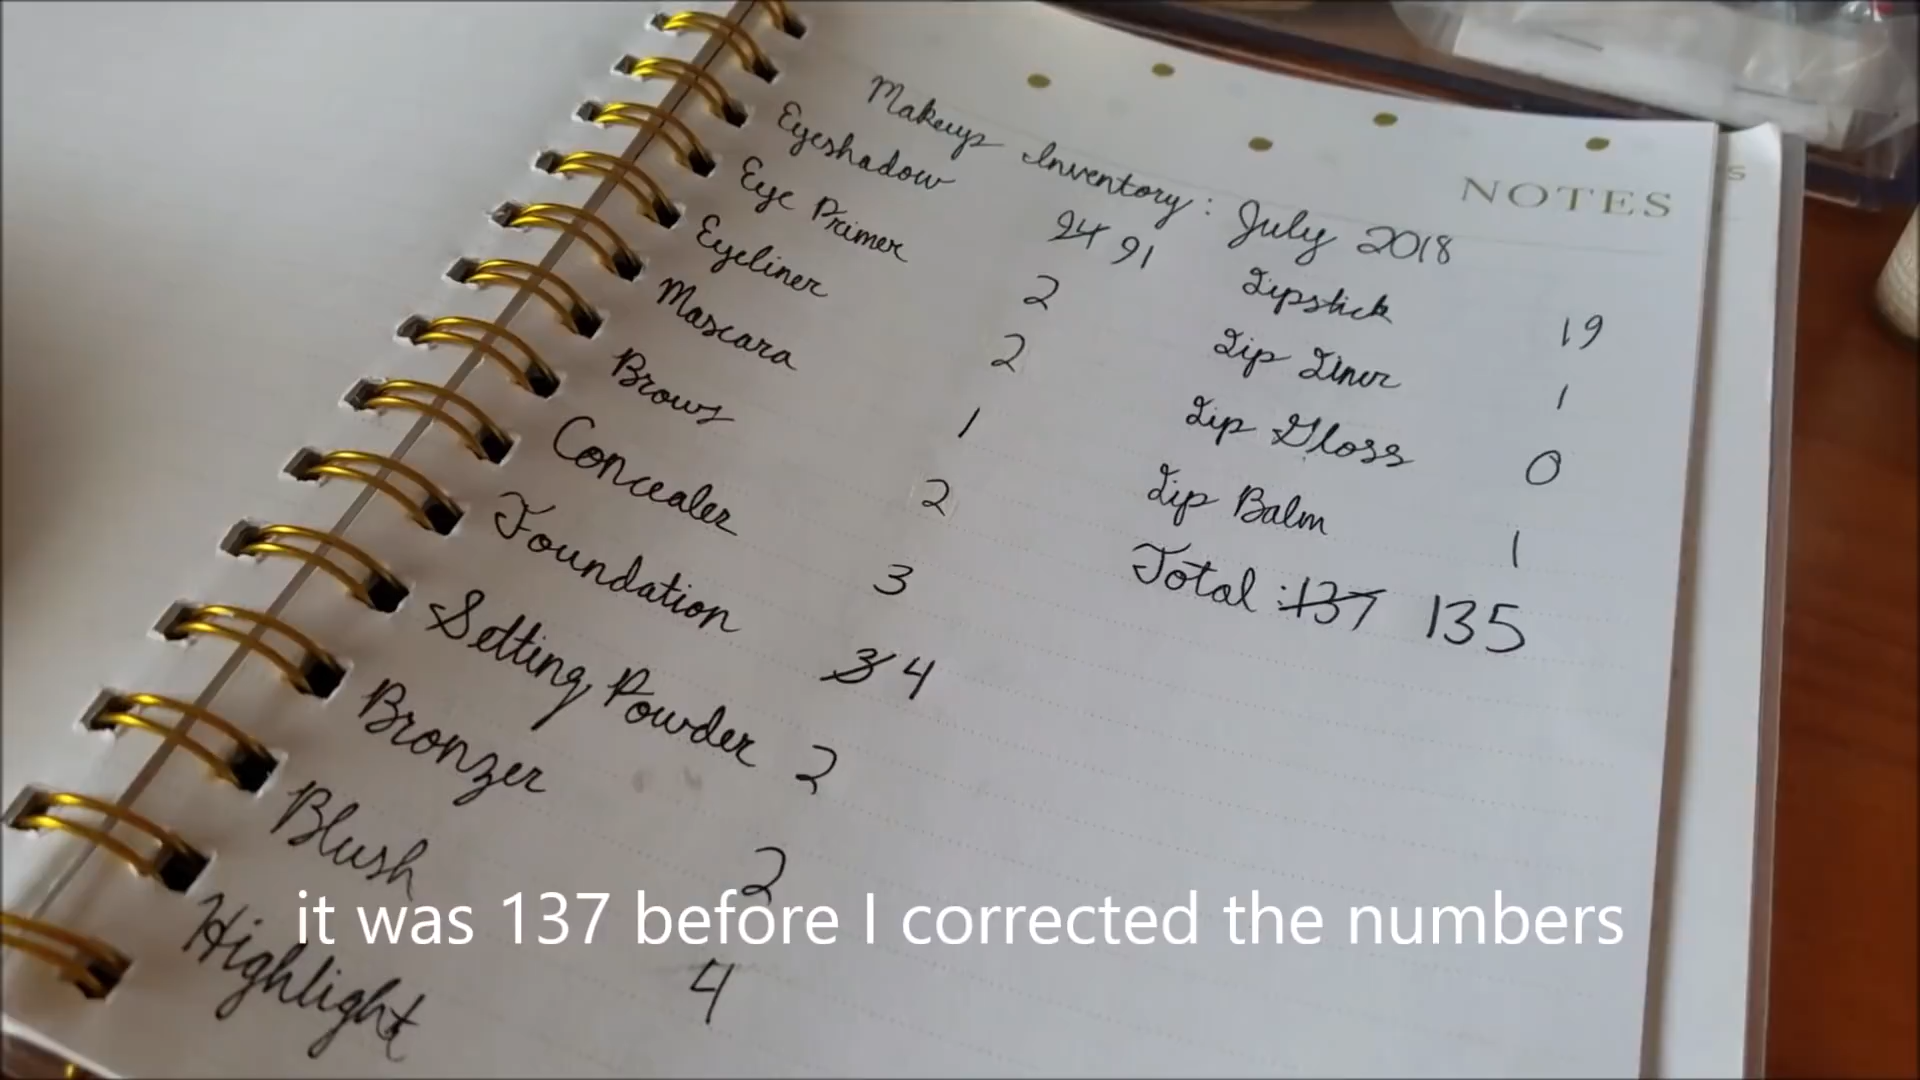 NOTES
Makeup Inventory: July 2018
Eyeshadow 94 91 Lipstick 19
Eye Primer 2 Lip Liner 1
Eyeliner 2 Lip Gloss 0
Mascara 1 Lip Balm 1
Brows 2 Total: 137 135
Concealer 3
Foundation 3 4
Setting Powder 2
Bronzer 2
Blush 4
Highlight
it was 137 before I corrected the numbers